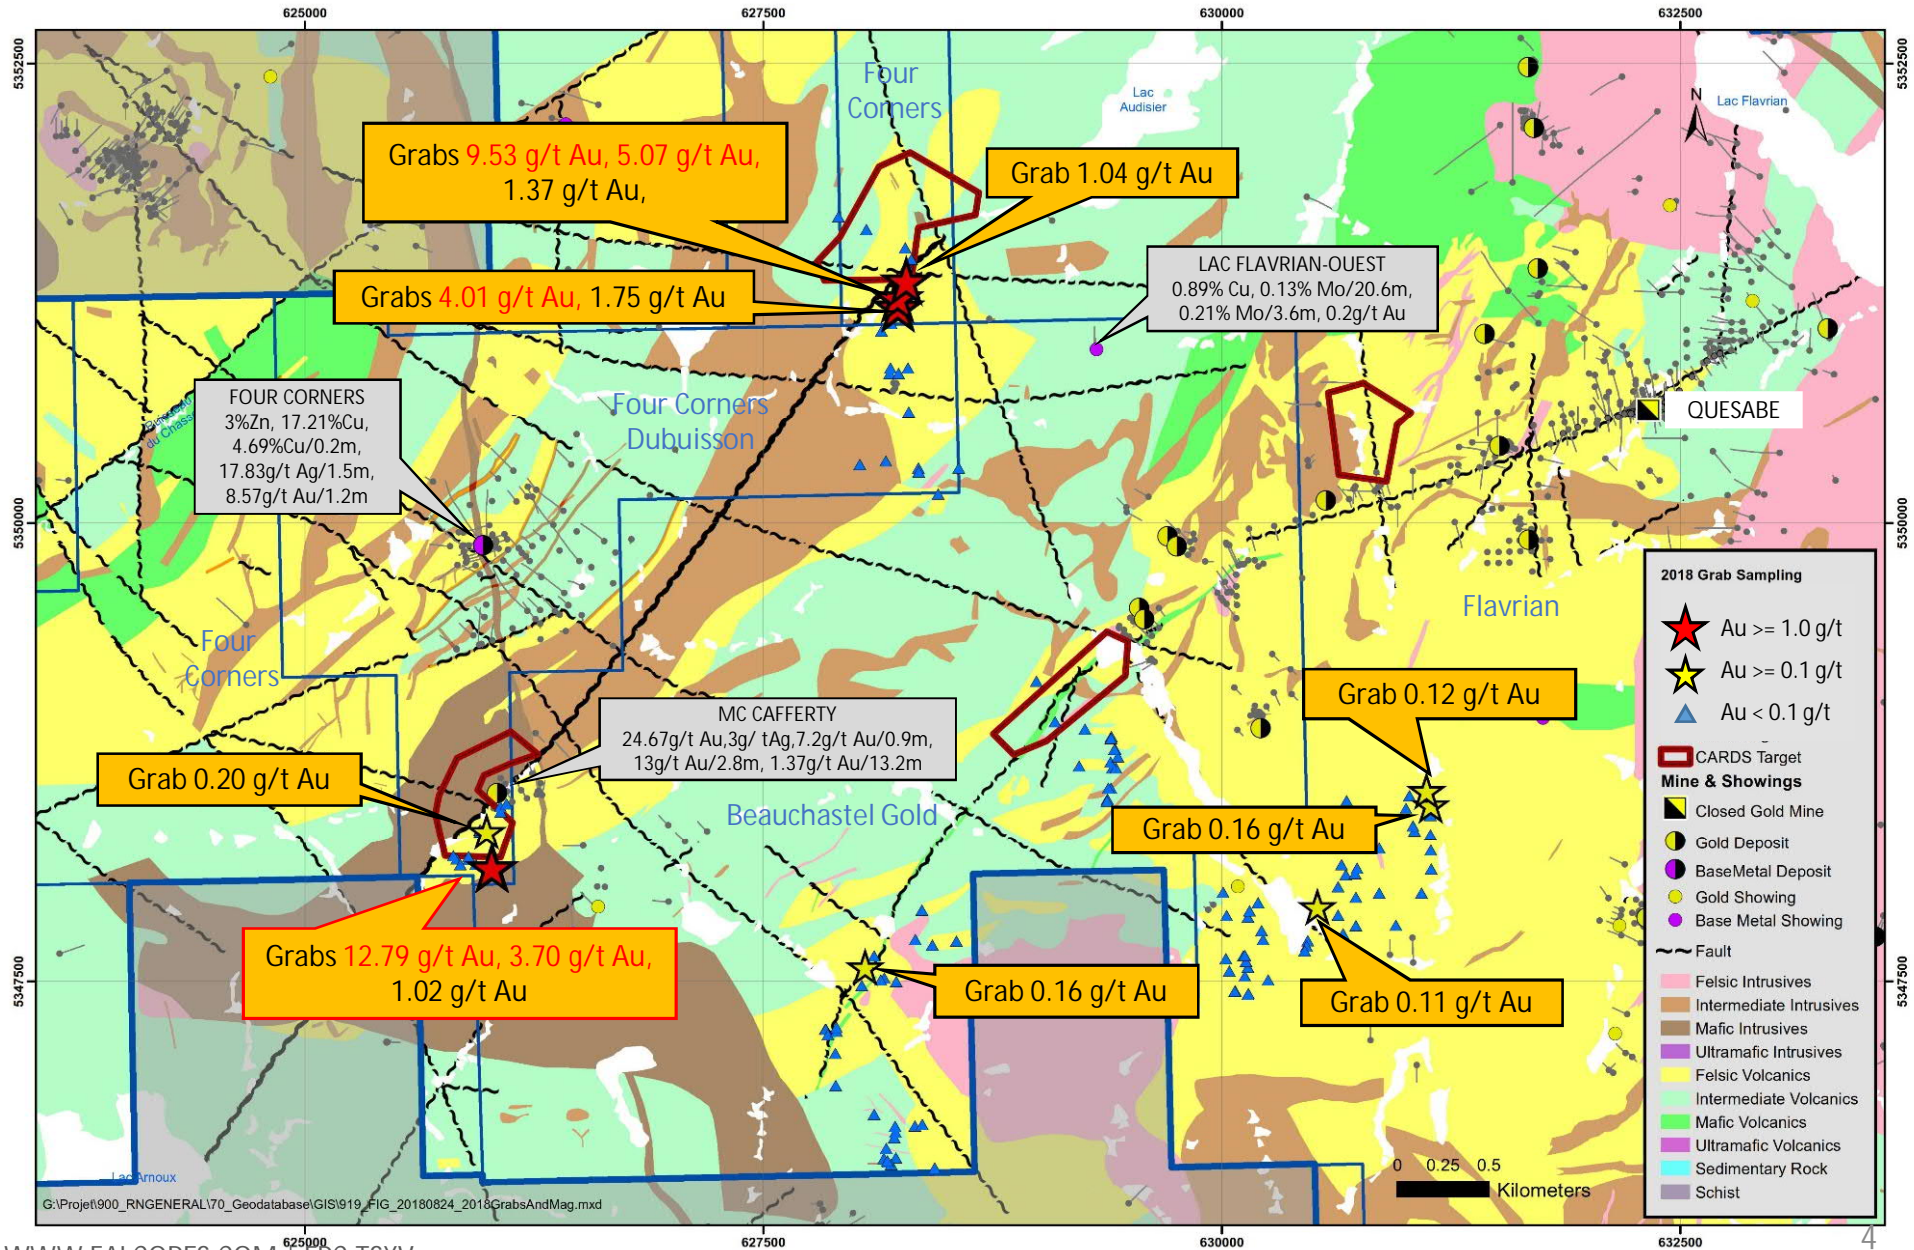 625000
627500
630000
632500
5352500
5352500
5350000
5350000
5347500
5347500
Four
Corners
Lac
Audisier
N
Lac Flavrian
Grabs 9.53 g/t Au, 5.07 g/t Au,
1.37 g/t Au,
Grab 1.04 g/t Au
Grabs 4.01 g/t Au, 1.75 g/t Au
LAC FLAVRIAN-OUEST
0.89% Cu, 0.13% Mo/20.6m,
0.21% Mo/3.6m, 0.2g/t Au
FOUR CORNERS
3%Zn, 17.21%Cu,
4.69%Cu/0.2m,
17.83g/t Ag/1.5m,
8.57g/t Au/1.2m
du Chass
Four Corners
Dubuisson
QUESABE
Four
Corners
Flavrian
MC CAFFERTY
24.67g/t Au,3g/ tAg,7.2g/t Au/0.9m,
13g/t Au/2.8m, 1.37g/t Au/13.2m
Grab 0.20 g/t Au
Grab 0.12 g/t Au
Beauchastel Gold
Grab 0.16 g/t Au
Grabs 12.79 g/t Au, 3.70 g/t Au,
1.02 g/t Au
Grab 0.16 g/t Au
Grab 0.11 g/t Au
2018 Grab Sampling
Au >= 1.0 g/t
Au >= 0.1 g/t
Au < 0.1 g/t
CARDS Target
Mine & Showings
Closed Gold Mine
Gold Deposit
BaseMetal Deposit
Gold Showing
Base Metal Showing
Fault
Felsic Intrusives
Intermediate Intrusives
Mafic Intrusives
Ultramafic Intrusives
Felsic Volcanics
Intermediate Volcanics
Mafic Volcanics
Ultramafic Volcanics
Sedimentary Rock
Schist
0 0.25 0.5
Kilometers
Lac Arnoux
G:\Projet\900_RNGENERAL\70_Geodatabase\GIS\919_FIG_20180824_2018GrabsAndMag.mxd
625000
627500
630000
632500
4